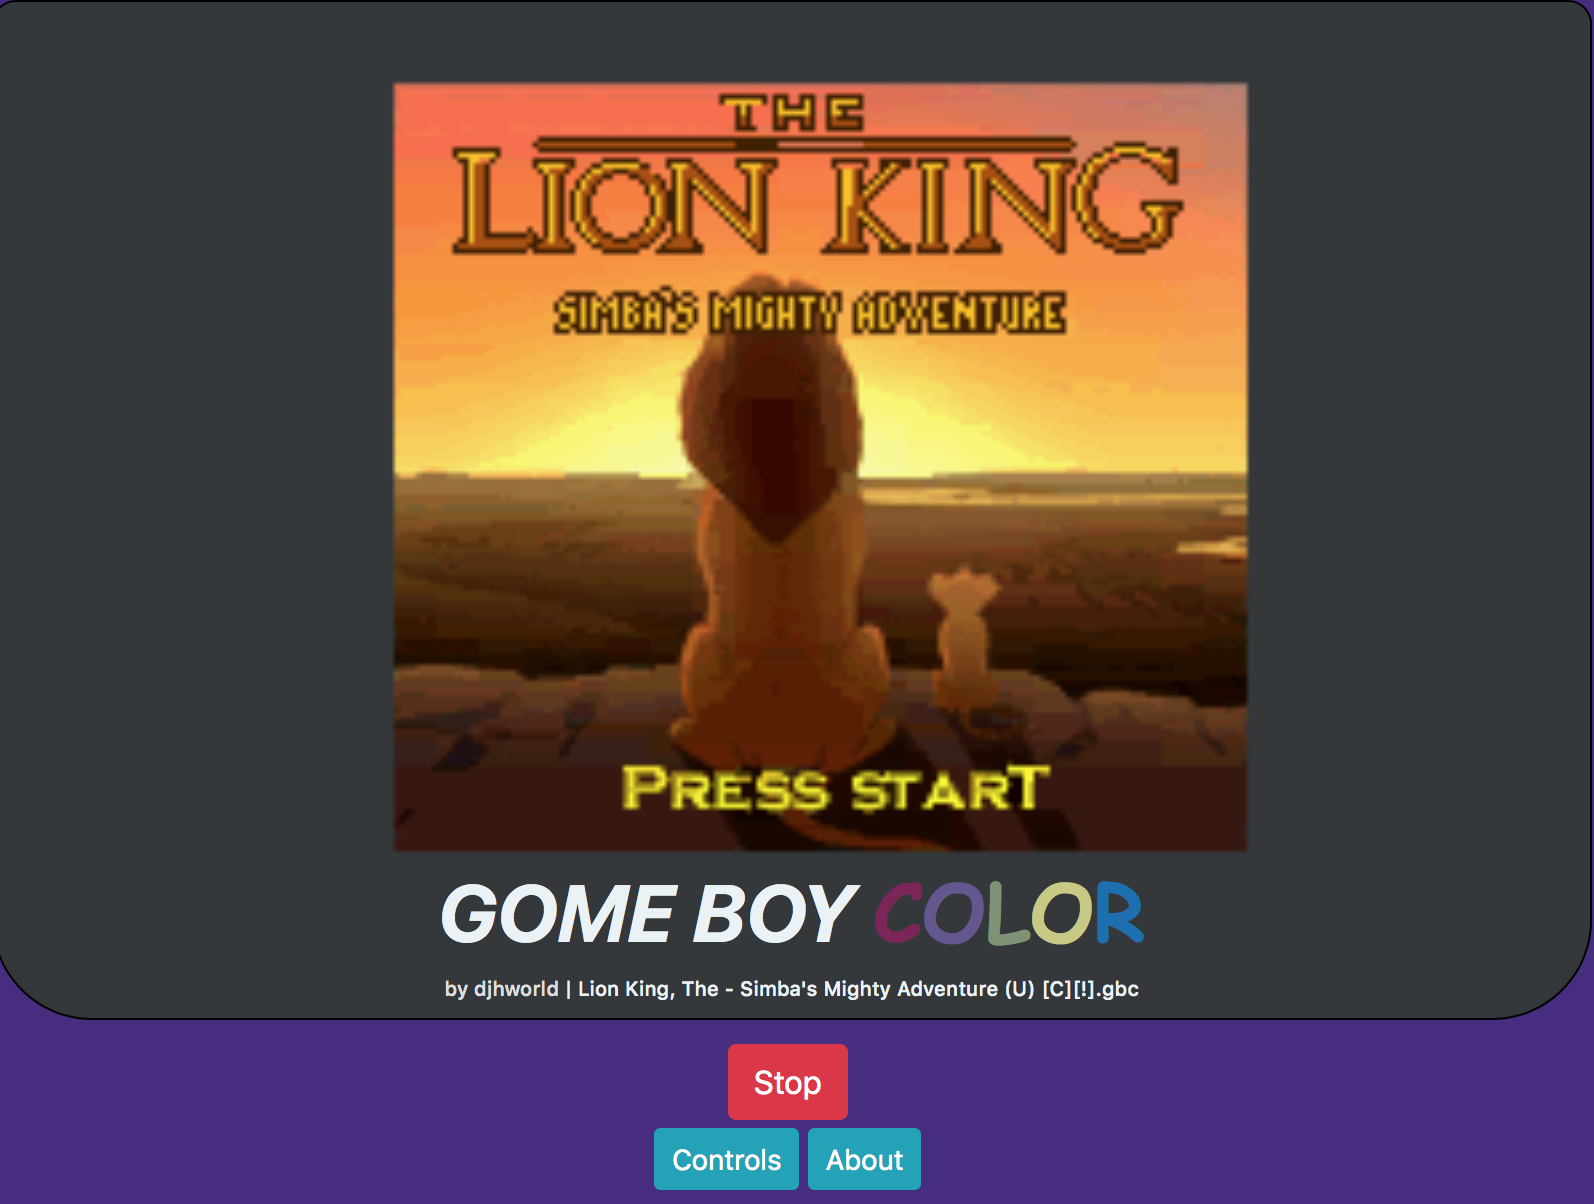 THE
LION KING
SIMBA'S MIGHTY ADVENTURE
PRESS START
GOME BOY COLOR
by djhworld | Lion King, The - Simba's Mighty Adventure (U) [C][!].gbc
Stop
Controls About